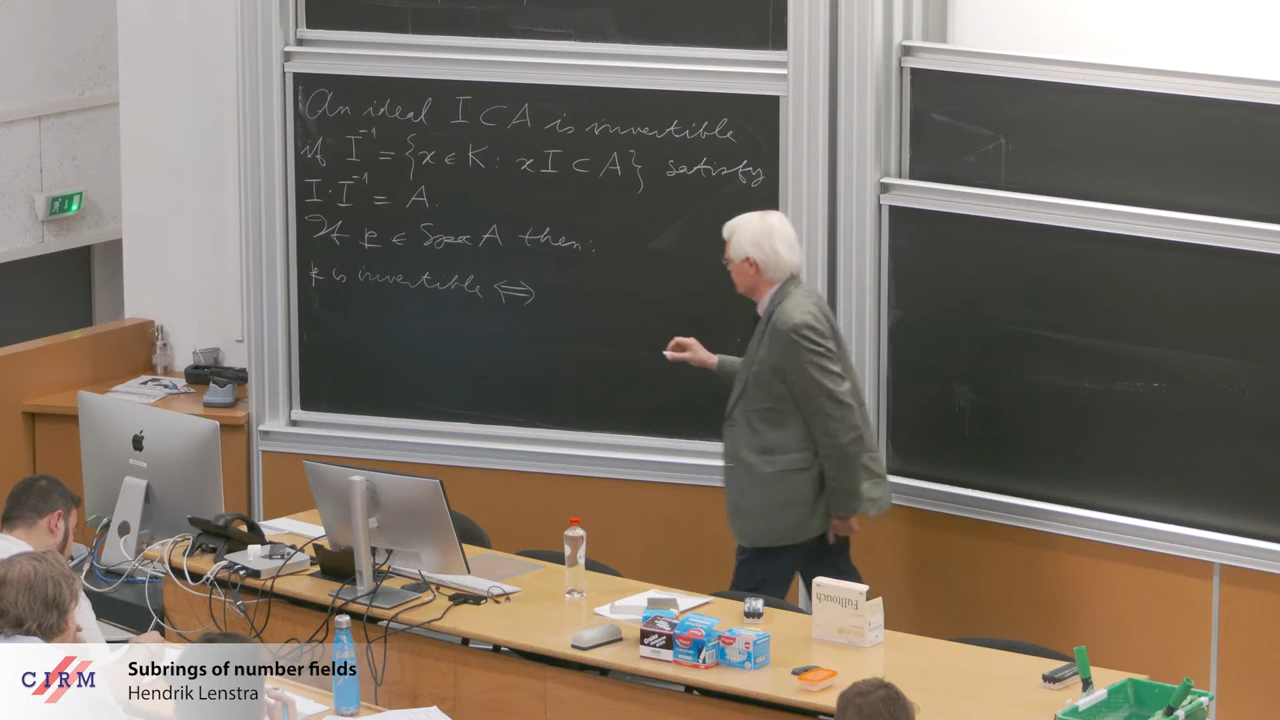 An ideal I ⊂ A is invertible
if I⁻¹ = {x ∈ K: xI ⊂ A} satisfy
I·I⁻¹ = A.
If p ∈ Spec A then:
p is invertible ⟺
Fulltouch
CIRM
Subrings of number fields
Hendrik Lenstra